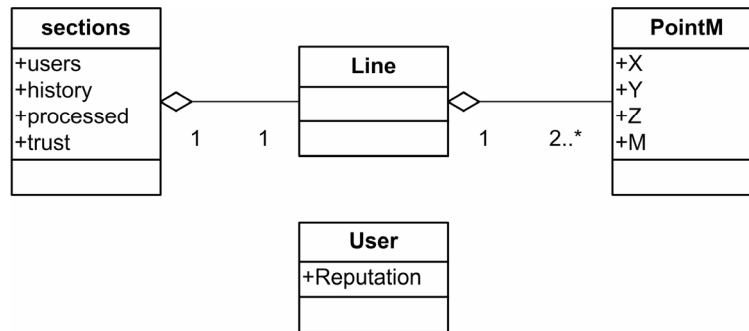 sections
+users
+history
+processed
+trust
1
1
Line
1
2..*
PointM
+X
+Y
+Z
+M
User
+Reputation